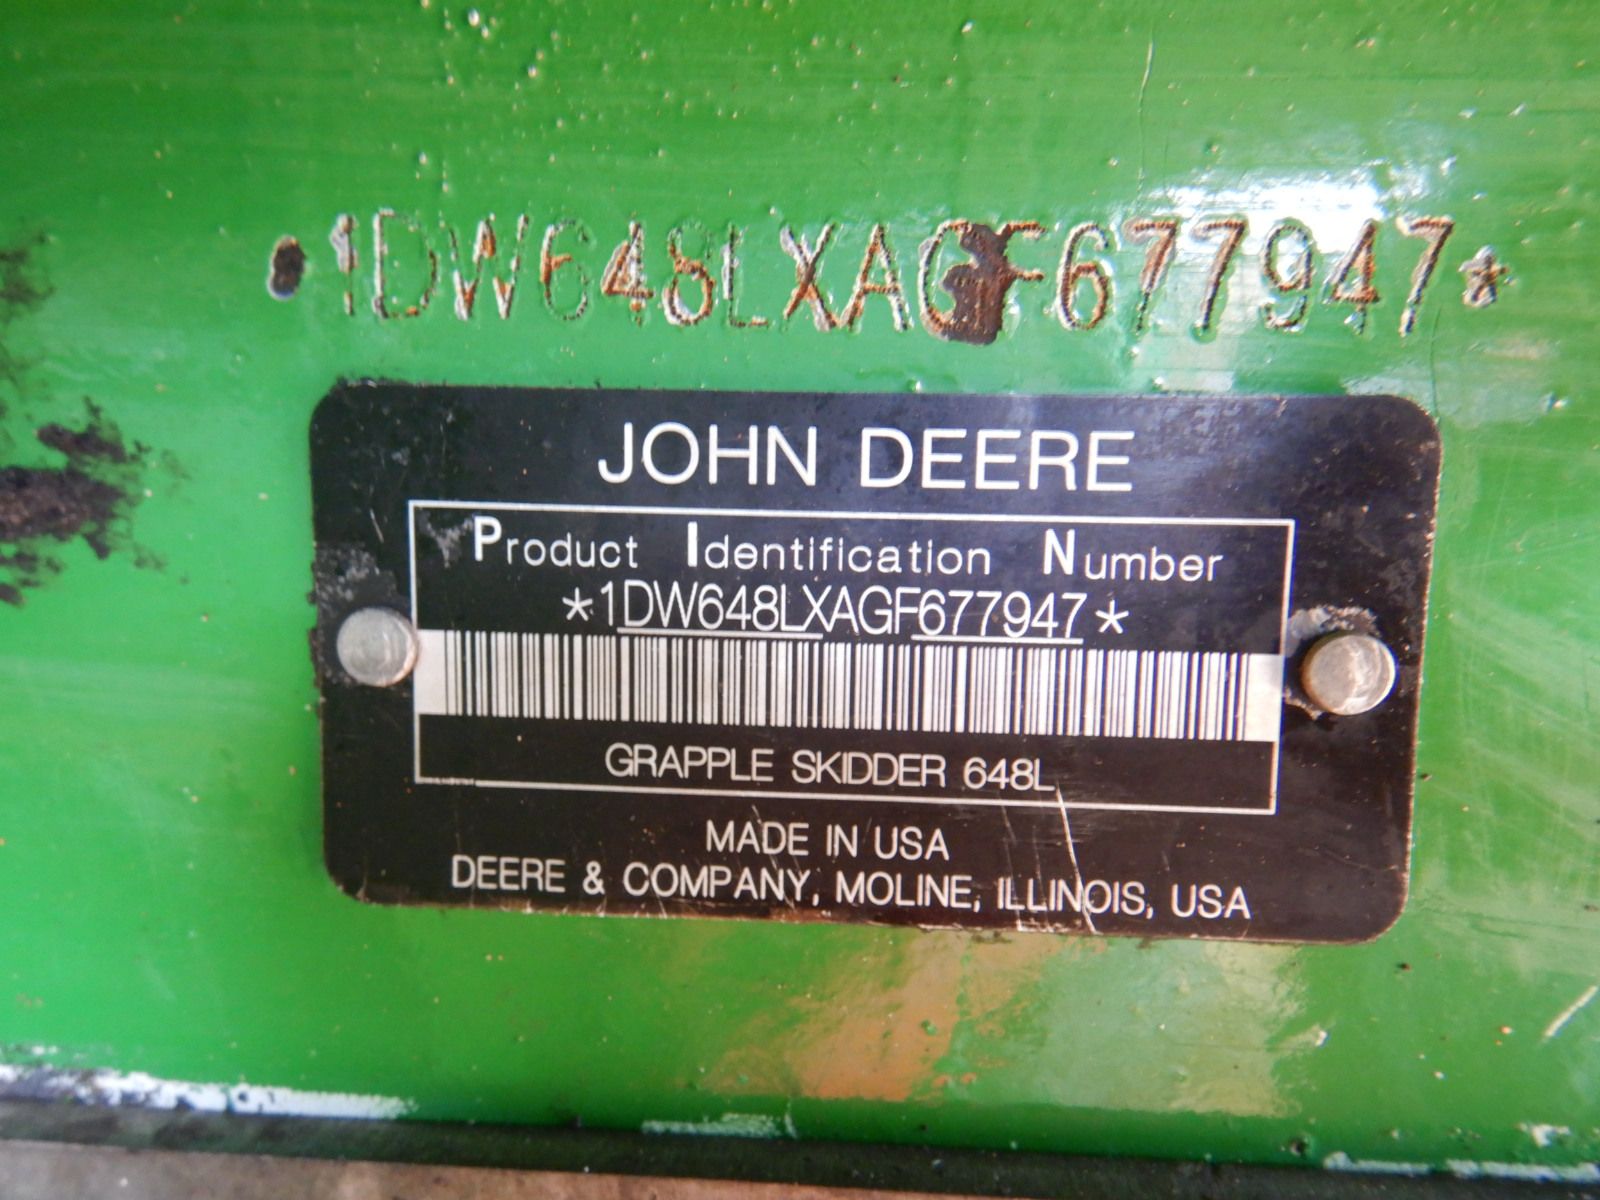 *1DW648LXAGF677947*
JOHN DEERE
Product Identification Number
*1DW648LXAGF677947*
GRAPPLE SKIDDER 648L
MADE IN USA
DEERE & COMPANY, MOLINE, ILLINOIS, USA